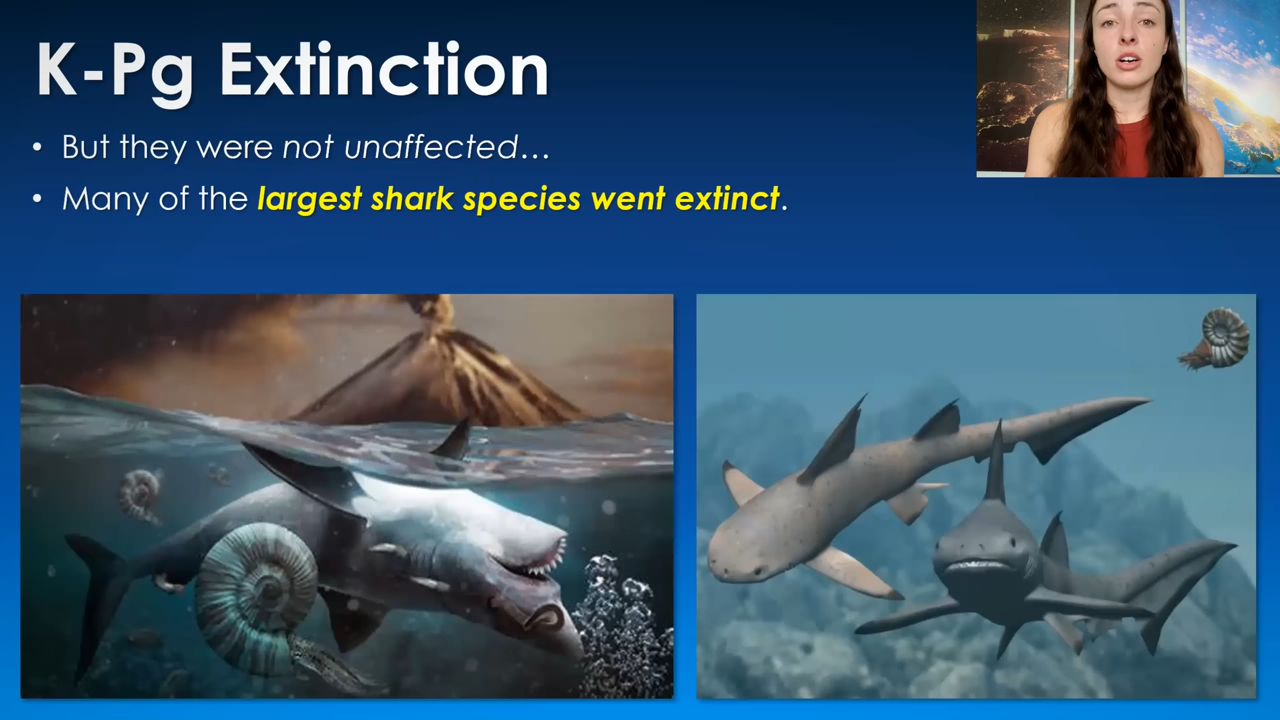 K-Pg Extinction
• But they were not unaffected…
• Many of the largest shark species went extinct.